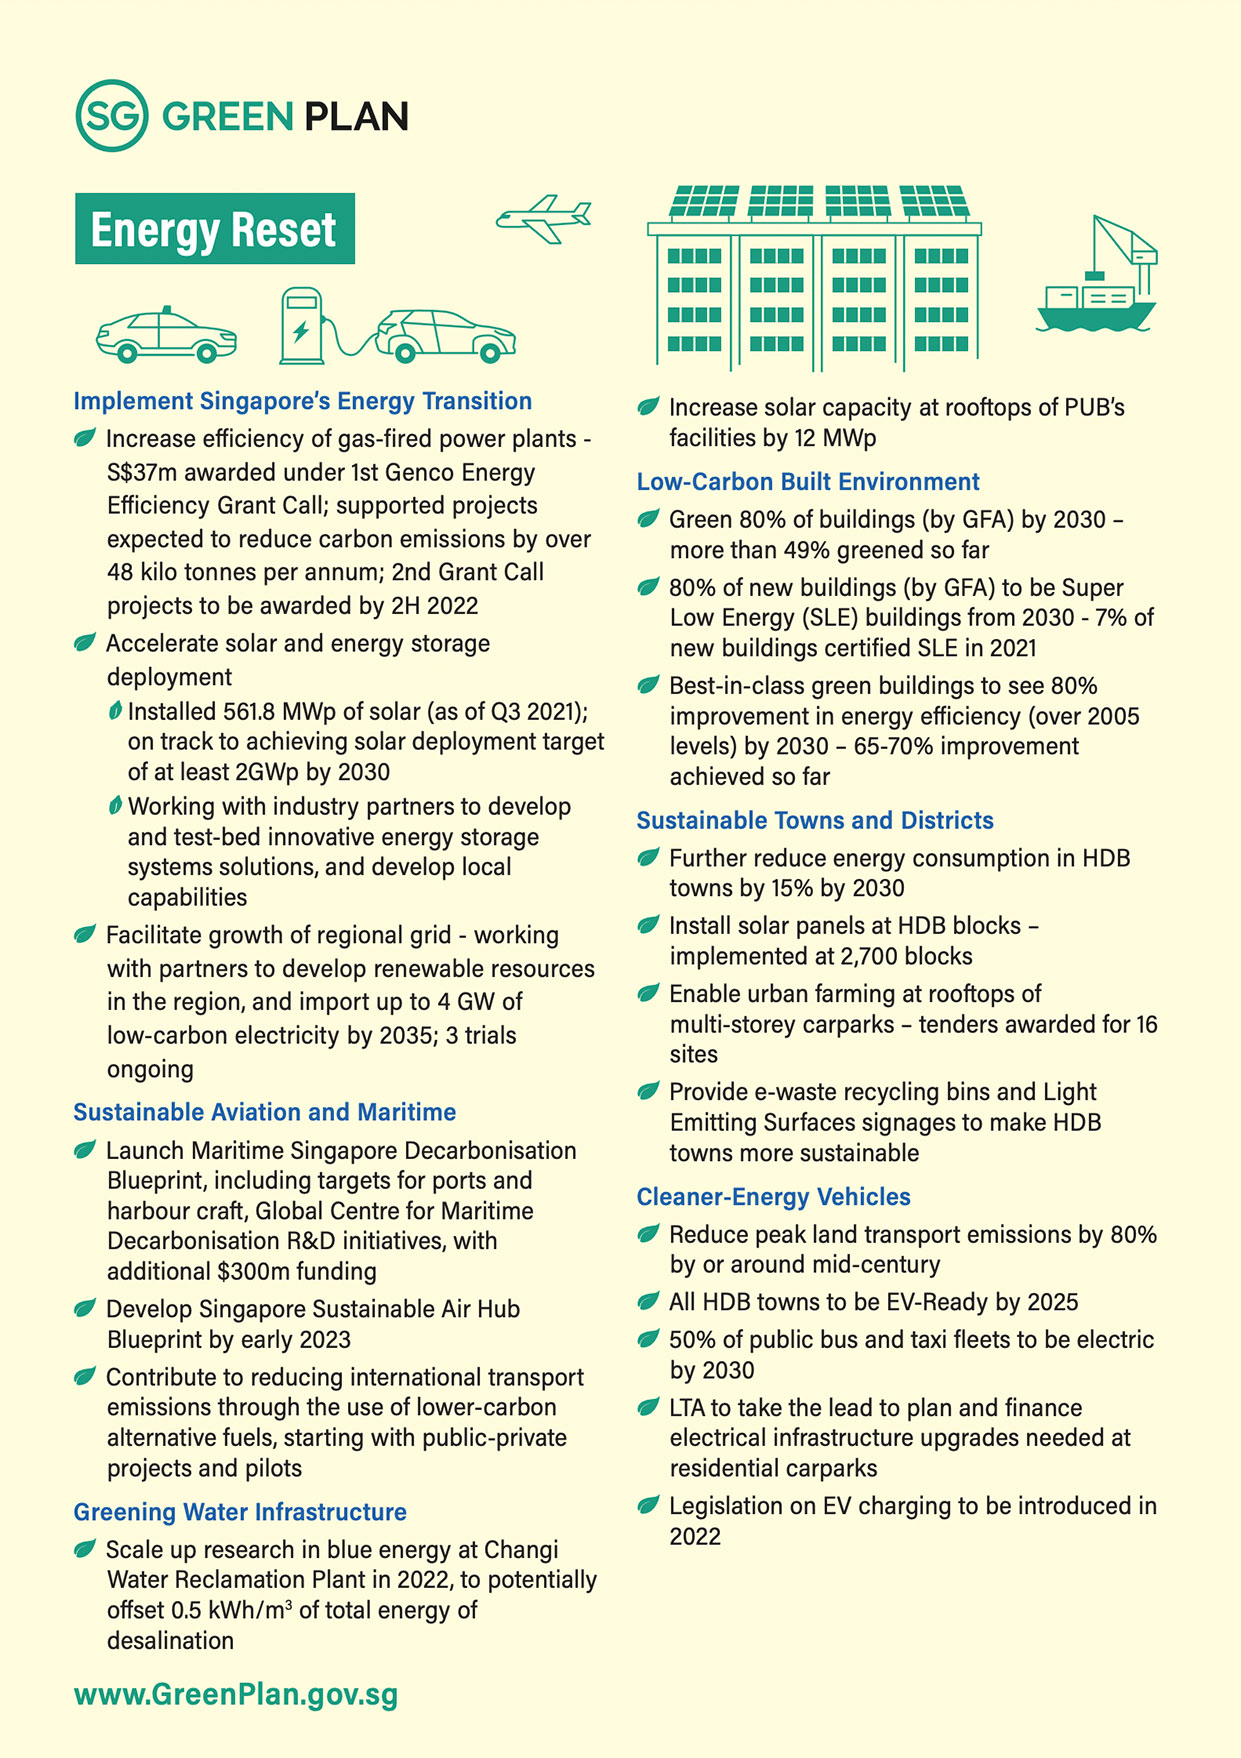 SG GREEN PLAN
Energy Reset
Implement Singapore's Energy Transition
Increase efficiency of gas-fired power plants -
S$37m awarded under 1st Genco Energy
Efficiency Grant Call; supported projects
expected to reduce carbon emissions by over
48 kilo tonnes per annum; 2nd Grant Call
projects to be awarded by 2H 2022
Accelerate solar and energy storage
deployment
Installed 561.8 MWp of solar (as of Q3 2021);
on track to achieving solar deployment target
of at least 2GWp by 2030
Working with industry partners to develop
and test-bed innovative energy storage
systems solutions, and develop local
capabilities
Facilitate growth of regional grid - working
with partners to develop renewable resources
in the region, and import up to 4 GW of
low-carbon electricity by 2035; 3 trials
ongoing
Sustainable Aviation and Maritime
Launch Maritime Singapore Decarbonisation
Blueprint, including targets for ports and
harbour craft, Global Centre for Maritime
Decarbonisation R&D initiatives, with
additional $300m funding
Develop Singapore Sustainable Air Hub
Blueprint by early 2023
Contribute to reducing international transport
emissions through the use of lower-carbon
alternative fuels, starting with public-private
projects and pilots
Greening Water Infrastructure
Scale up research in blue energy at Changi
Water Reclamation Plant in 2022, to potentially
offset 0.5 kWh/m³ of total energy of
desalination
Increase solar capacity at rooftops of PUB's
facilities by 12 MWp
Low-Carbon Built Environment
Green 80% of buildings (by GFA) by 2030 –
more than 49% greened so far
80% of new buildings (by GFA) to be Super
Low Energy (SLE) buildings from 2030 - 7% of
new buildings certified SLE in 2021
Best-in-class green buildings to see 80%
improvement in energy efficiency (over 2005
levels) by 2030 – 65-70% improvement
achieved so far
Sustainable Towns and Districts
Further reduce energy consumption in HDB
towns by 15% by 2030
Install solar panels at HDB blocks –
implemented at 2,700 blocks
Enable urban farming at rooftops of
multi-storey carparks – tenders awarded for 16
sites
Provide e-waste recycling bins and Light
Emitting Surfaces signages to make HDB
towns more sustainable
Cleaner-Energy Vehicles
Reduce peak land transport emissions by 80%
by or around mid-century
All HDB towns to be EV-Ready by 2025
50% of public bus and taxi fleets to be electric
by 2030
LTA to take the lead to plan and finance
electrical infrastructure upgrades needed at
residential carparks
Legislation on EV charging to be introduced in
2022
www.GreenPlan.gov.sg